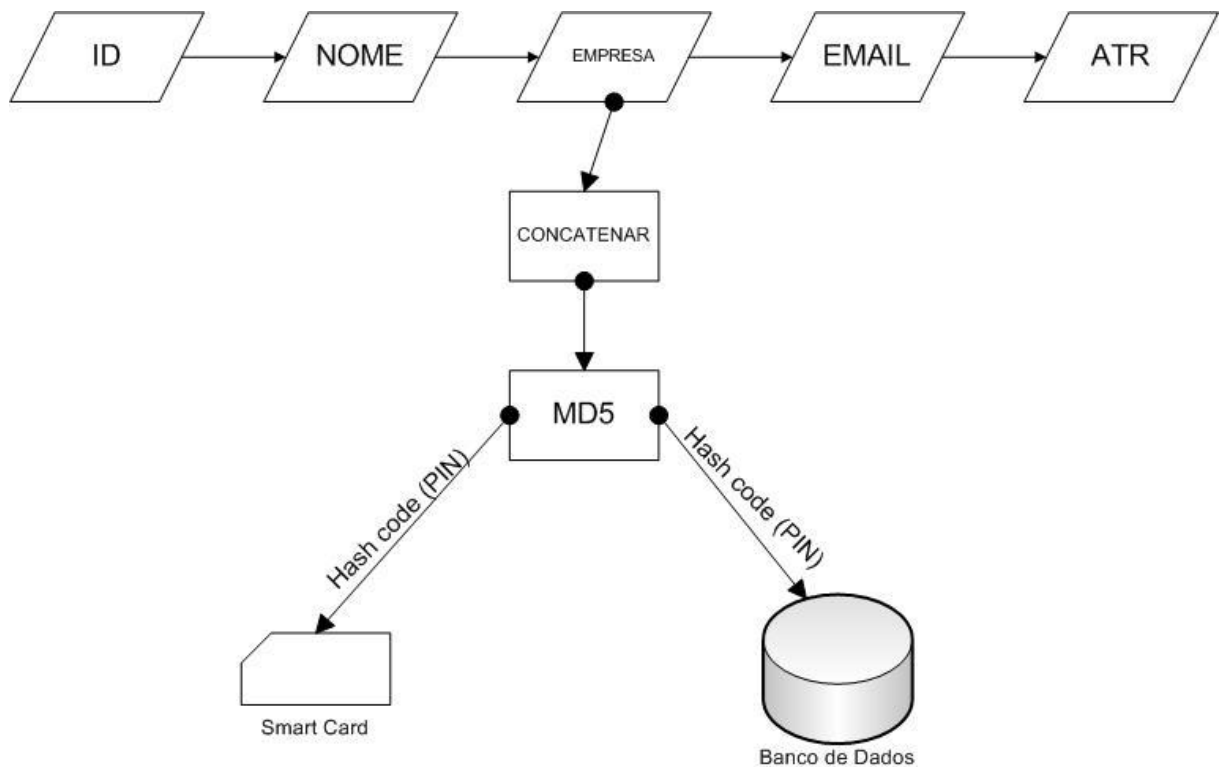 ID
NOME
EMPRESA
EMAIL
ATR
CONCATENAR
MD5
Hash code (PIN)
Hash code (PIN)
Smart Card
Banco de Dados